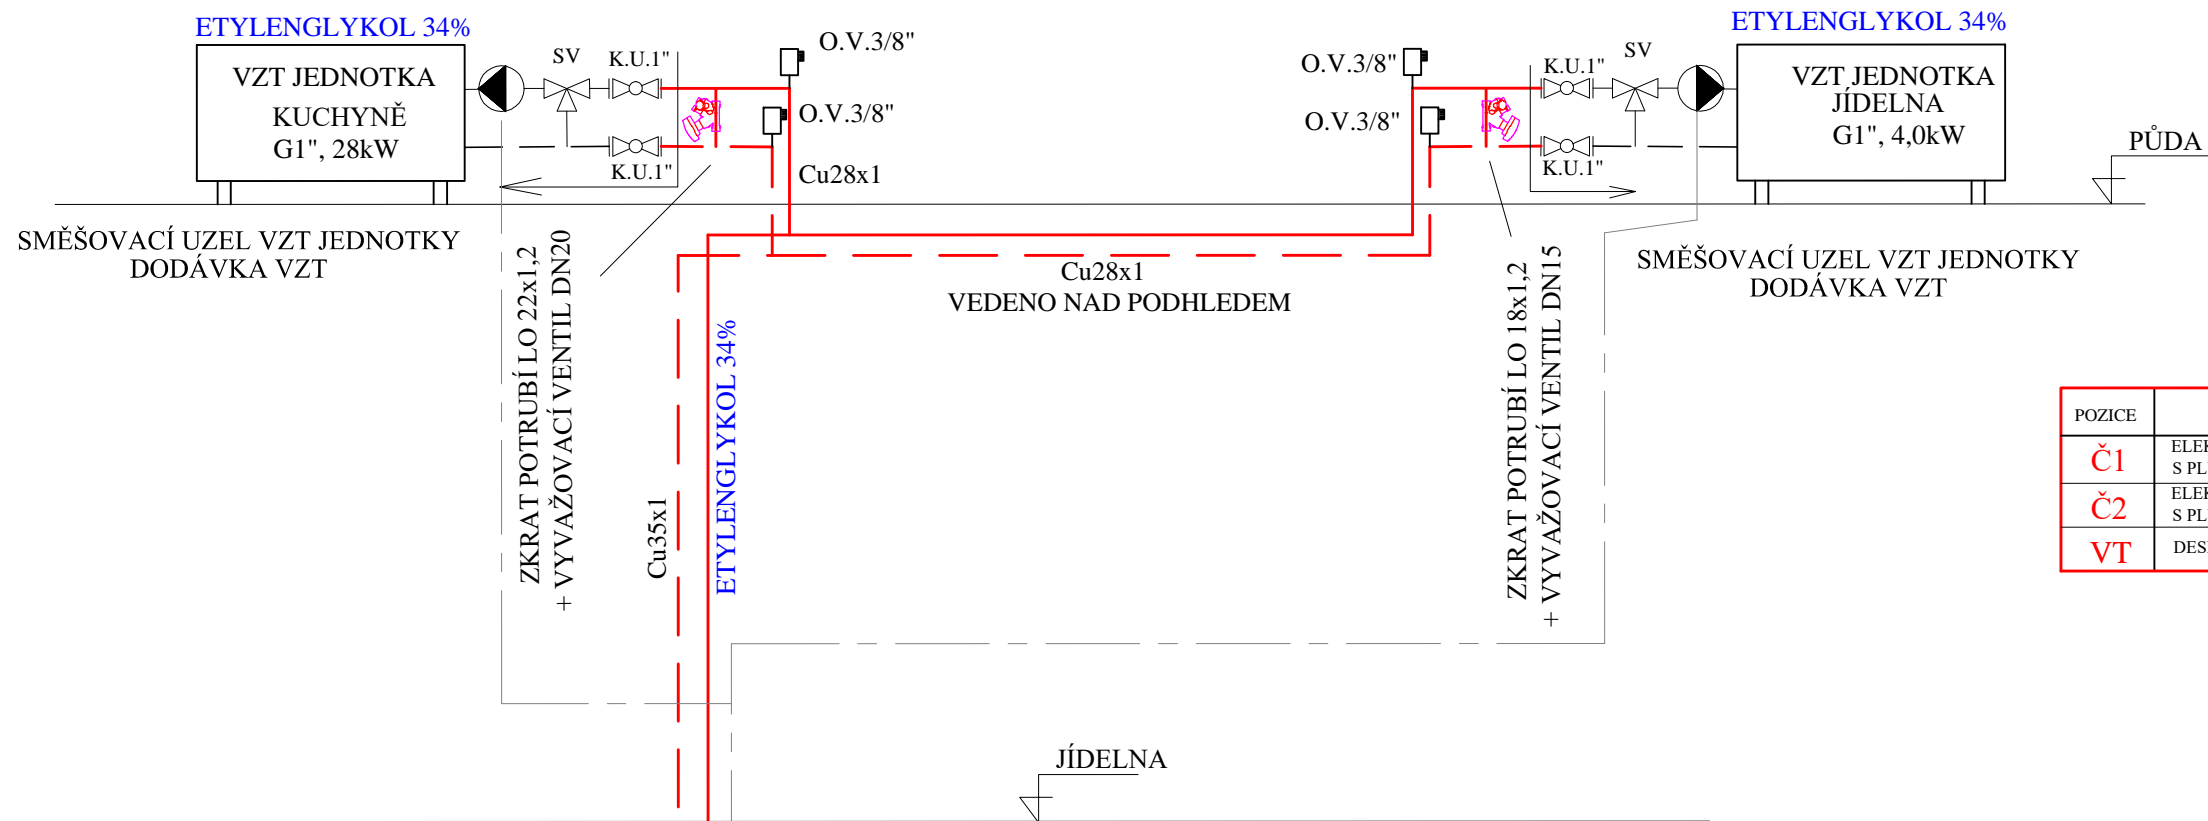 ETYLENGLYKOL 34%
VZT JEDNOTKA
KUCHYNĚ
G1", 28kW
SV
K.U.1"
K.U.1"
O.V.3/8"
O.V.3/8"
Cu28x1
SMĚŠOVACÍ UZEL VZT JEDNOTKY
DODÁVKA VZT
ZKRAT POTRUBÍ LO 22x1,2
+ VYVAŽOVACÍ VENTIL DN20
Cu35x1
ETYLENGLYKOL 34%
Cu28x1
VEDENO NAD PODHLEDEM
ETYLENGLYKOL 34%
O.V.3/8"
O.V.3/8"
K.U.1"
K.U.1"
SV
VZT JEDNOTKA
JÍDELNA
G1", 4,0kW
PŮDA
SMĚŠOVACÍ UZEL VZT JEDNOTKY
DODÁVKA VZT
ZKRAT POTRUBÍ LO 18x1,2
+ VYVAŽOVACÍ VENTIL DN15
JÍDELNA
POZICE
Č1
S PL
Č2
S PL
VT